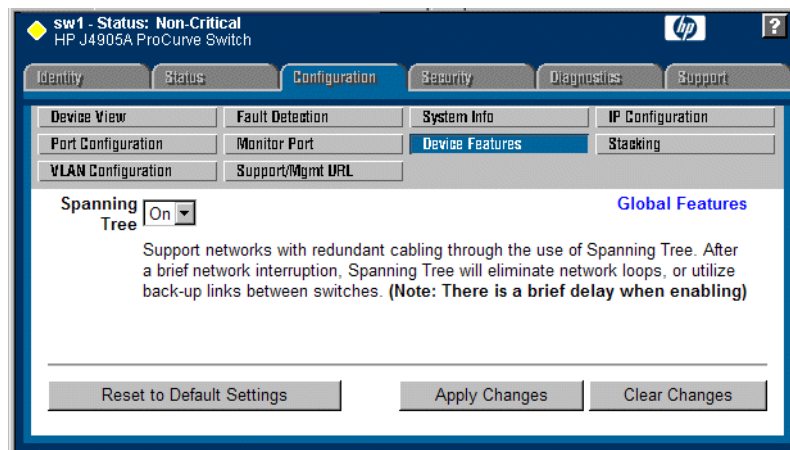 sw1 - Status: Non-Critical
HP J4905A ProCurve Switch
hp
?
Identity Status Configuration Security Diagnostics Support
Device View Fault Detection System Info IP Configuration
Port Configuration Monitor Port Device Features Stacking
VLAN Configuration Support/Mgmt URL
Spanning Tree On Global Features
Support networks with redundant cabling through the use of Spanning Tree. After
a brief network interruption, Spanning Tree will eliminate network loops, or utilize
back-up links between switches. (Note: There is a brief delay when enabling)
Reset to Default Settings Apply Changes Clear Changes